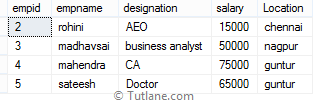 empid empname designation salary Location
2 rohini AEO 15000 chennai
3 madhavsai business analyst 50000 nagpur
4 mahendra CA 75000 guntur
5 sateesh Doctor 65000 guntur
© Tutlane.com